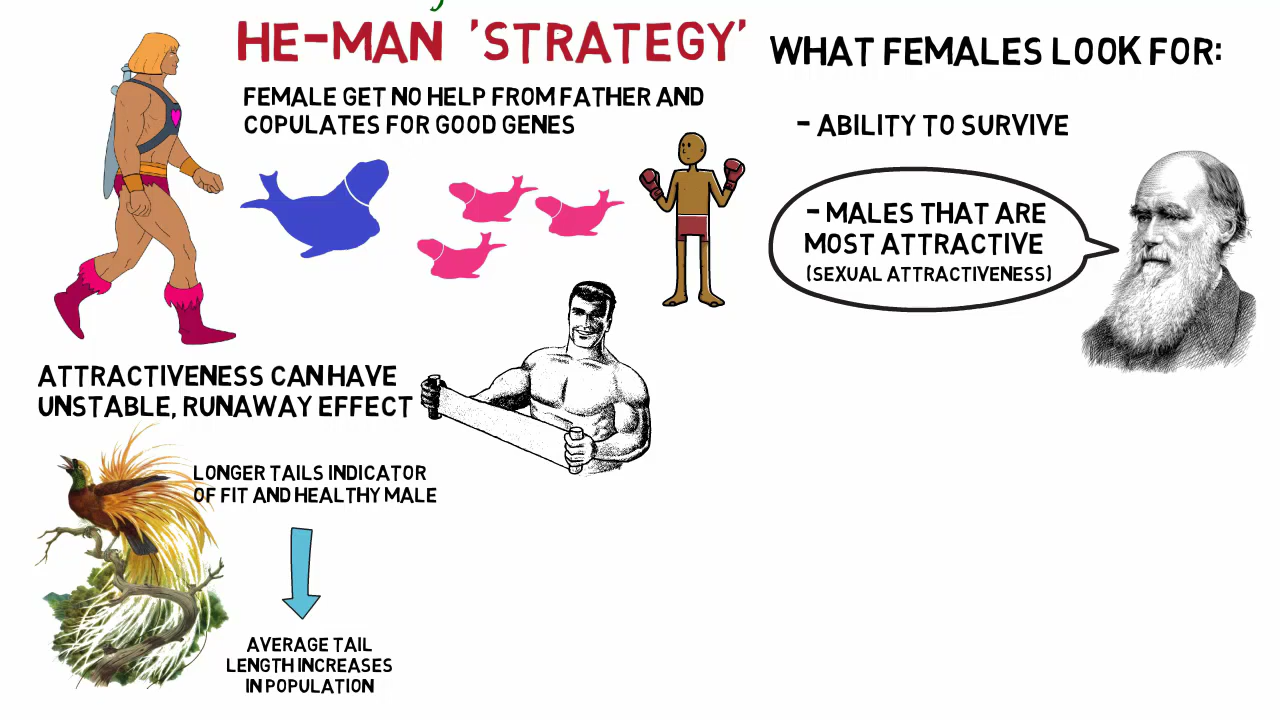 HE-MAN 'STRATEGY'
FEMALE GET NO HELP FROM FATHER AND
COPULATES FOR GOOD GENES
WHAT FEMALES LOOK FOR:
- ABILITY TO SURVIVE
- MALES THAT ARE
MOST ATTRACTIVE
(SEXUAL ATTRACTIVENESS)
ATTRACTIVENESS CAN HAVE
UNSTABLE, RUNAWAY EFFECT
LONGER TAILS INDICATOR
OF FIT AND HEALTHY MALE
AVERAGE TAIL
LENGTH INCREASES
IN POPULATION